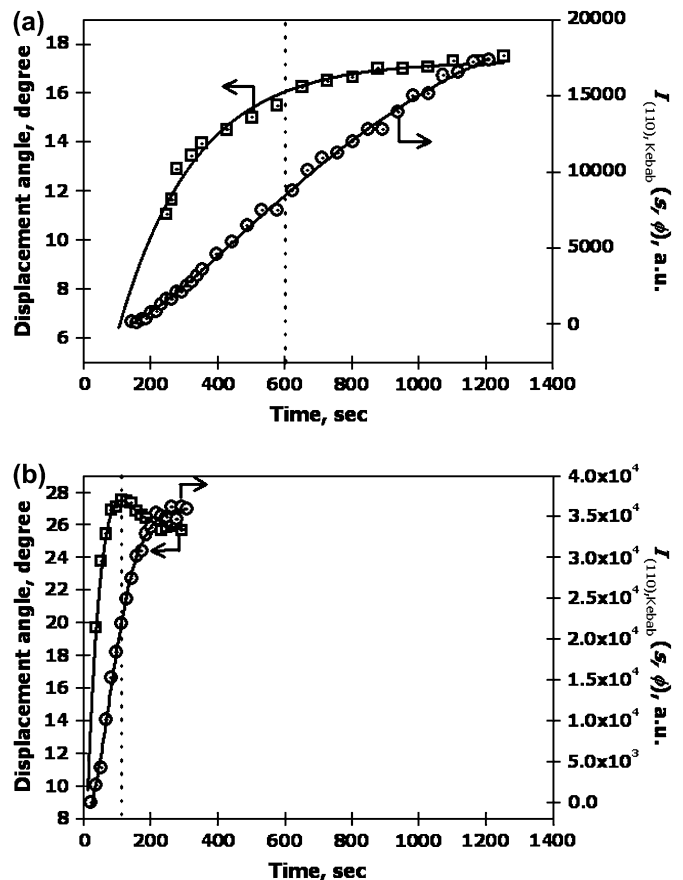 (a)
18
16
14
12
10
8
6
Displacement angle, degree
0
200
400
600
800
1000
1200
1400
Time, sec
20000
15000
10000
5000
0
I (110), Kebab (s, ϕ), a.u.
(b)
28
26
24
22
20
18
16
14
12
10
8
Displacement angle, degree
0
200
400
600
800
1000
1200
1400
Time, sec
4.0x10⁴
3.5x10⁴
3.0x10⁴
2.5x10⁴
2.0x10⁴
1.5x10⁴
1.0x10⁴
5.0x10³
0.0
I (110),Kebab (s, ϕ), a.u.